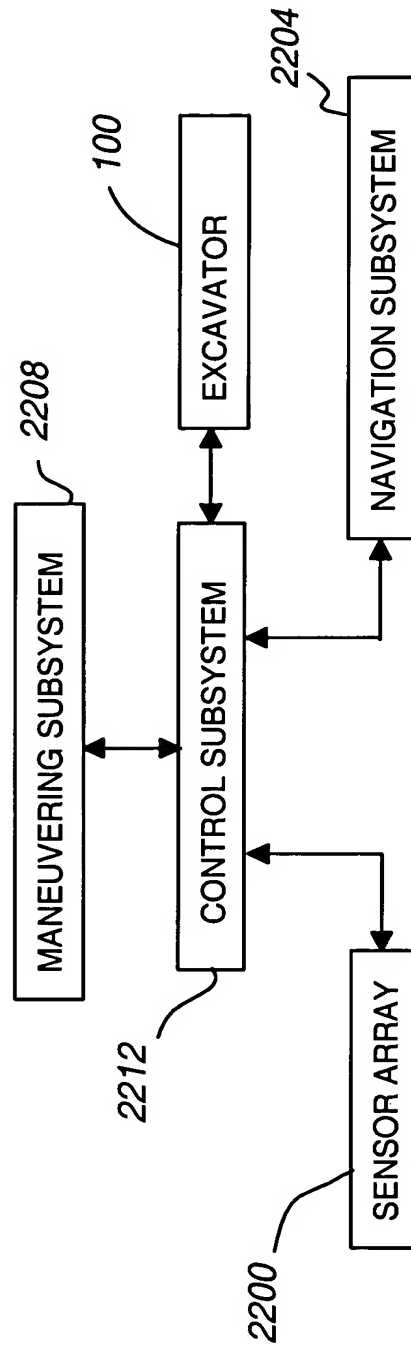 2208
MANEUVERING SUBSYSTEM
100
EXCAVATOR
CONTROL SUBSYSTEM
2212
2204
NAVIGATION SUBSYSTEM
SENSOR ARRAY
2200